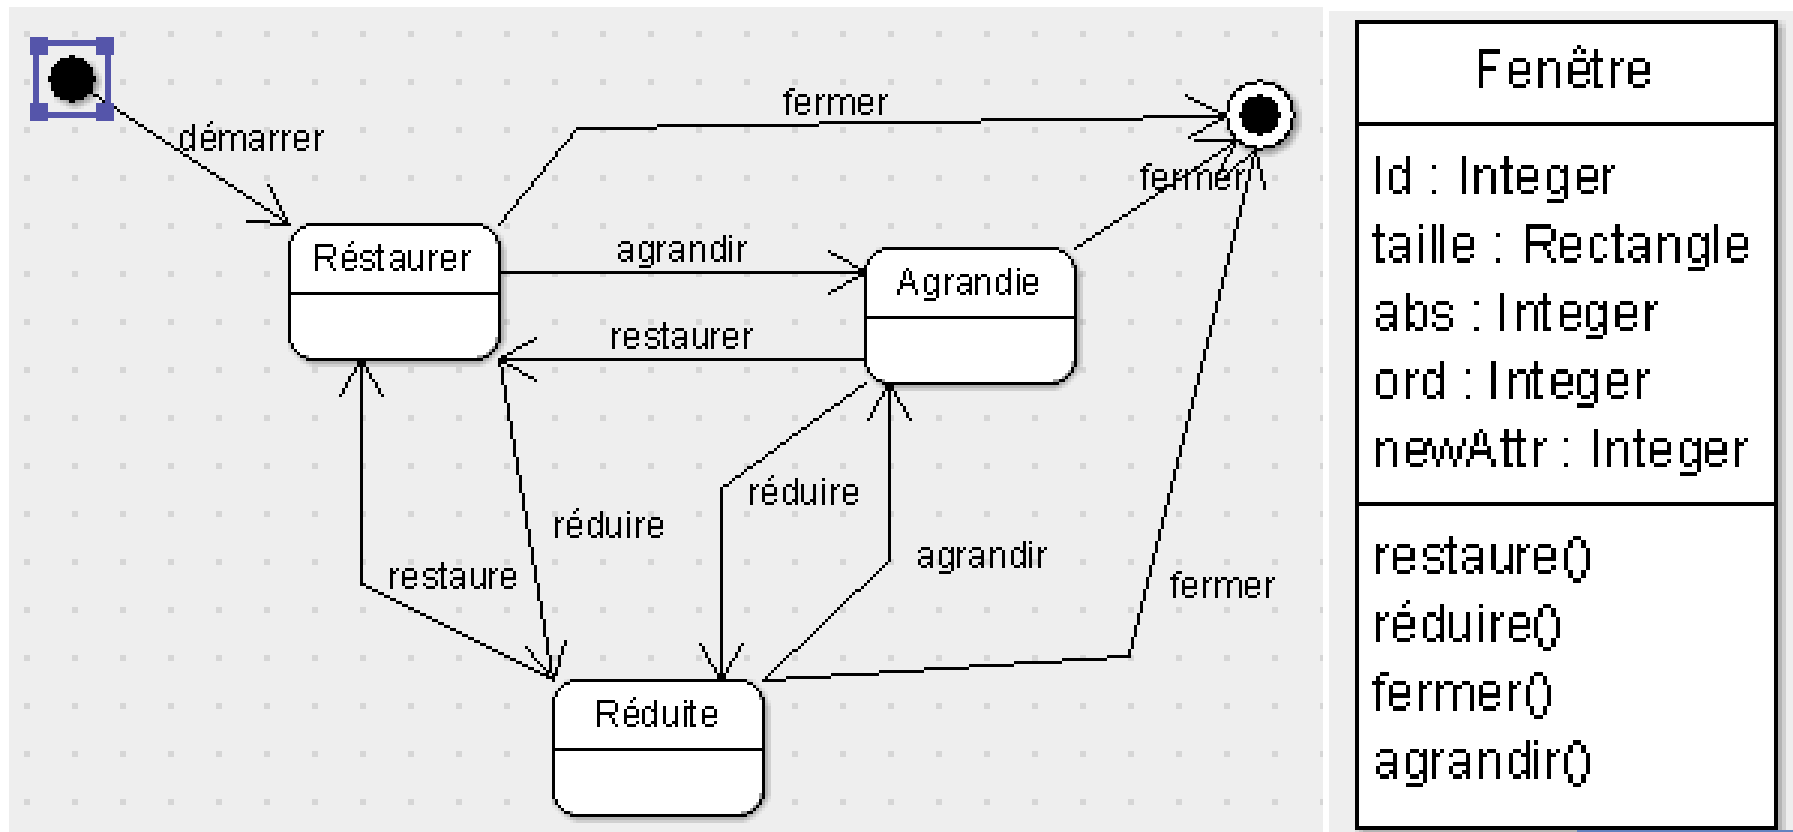 démarrer
fermer
fermer
Réstaurer
agrandir
Agrandie
restaurer
réduire
réduire
restaure
agrandir
fermer
Réduite
Fenêtre
Id : Integer
taille : Rectangle
abs : Integer
ord : Integer
newAttr : Integer
restaure()
réduire()
fermer()
agrandir()